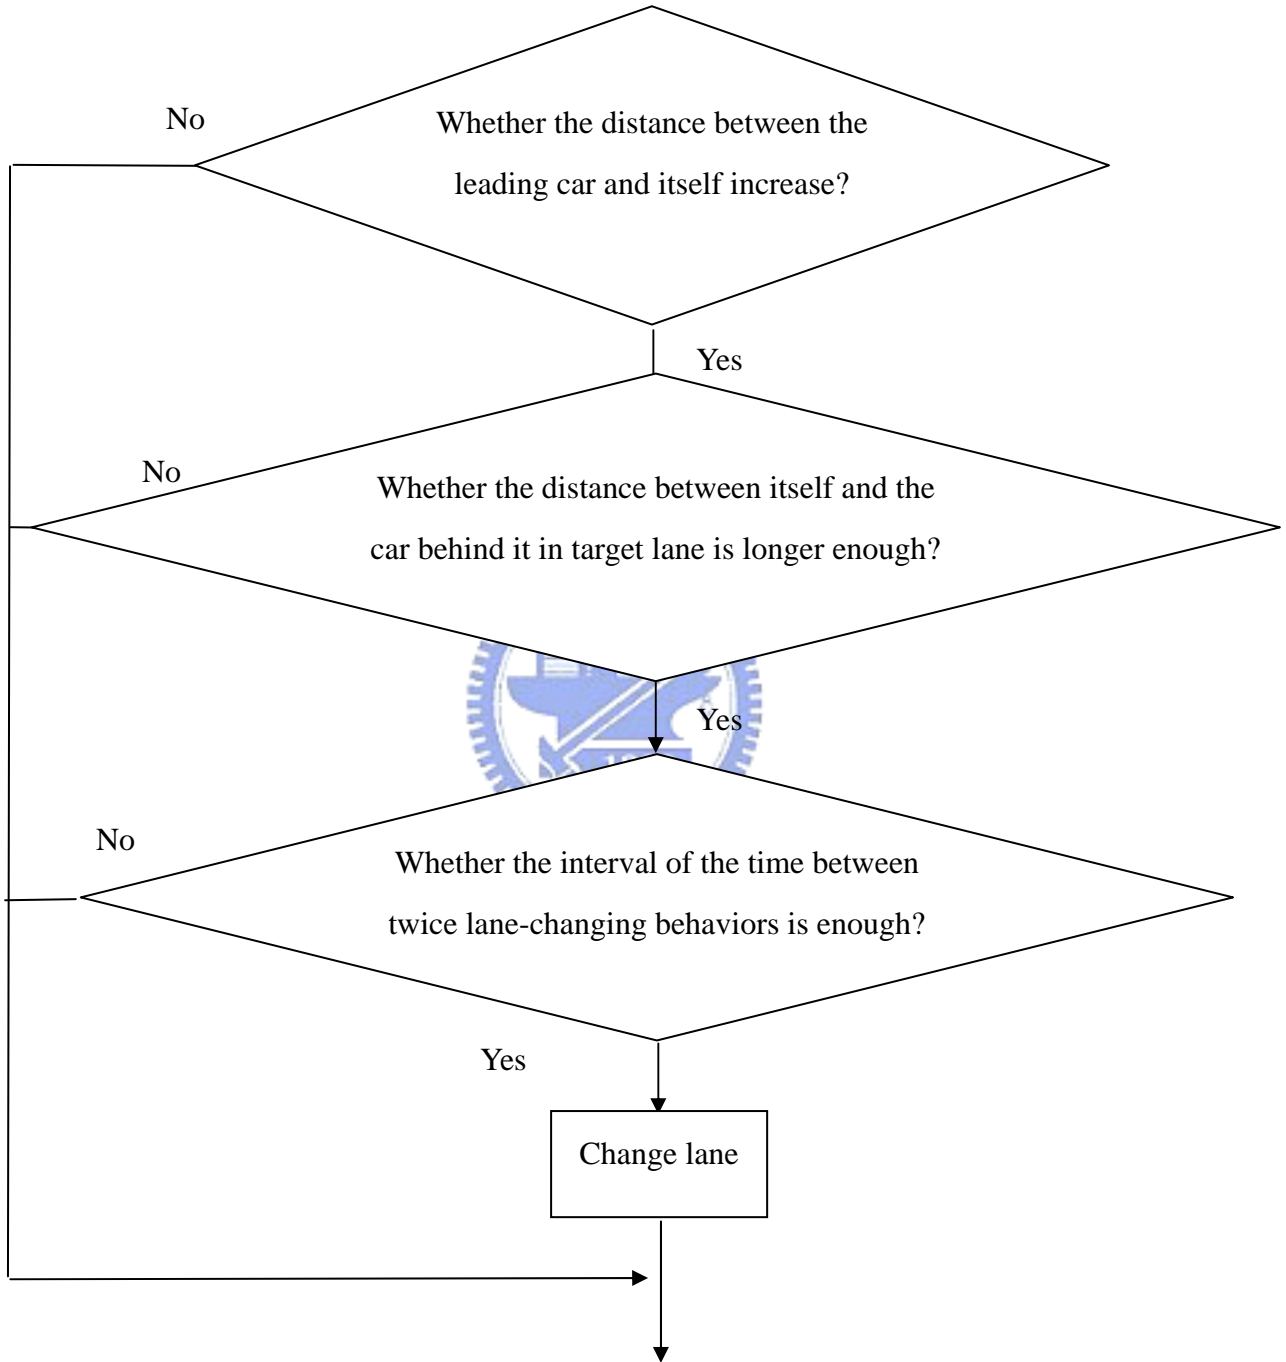 No
Whether the distance between the
leading car and itself increase?
Yes
No
Whether the distance between itself and the
car behind it in target lane is longer enough?
Yes
No
Whether the interval of the time between
twice lane-changing behaviors is enough?
Yes
Change lane